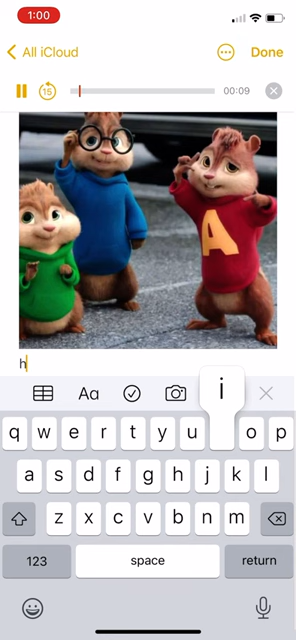 1:00
All iCloud
Done
15
00:09
A
h
Aa
i
q w e r t y u o p
a s d f g h j k l
z x c v b n m
123 space return